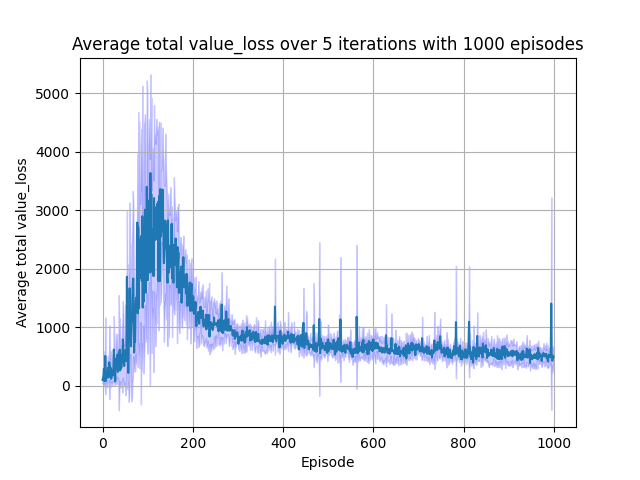 Average total value_loss over 5 iterations with 1000 episodes
Average total value_loss
5000
4000
3000
2000
1000
0
0 200 400 600 800 1000
Episode